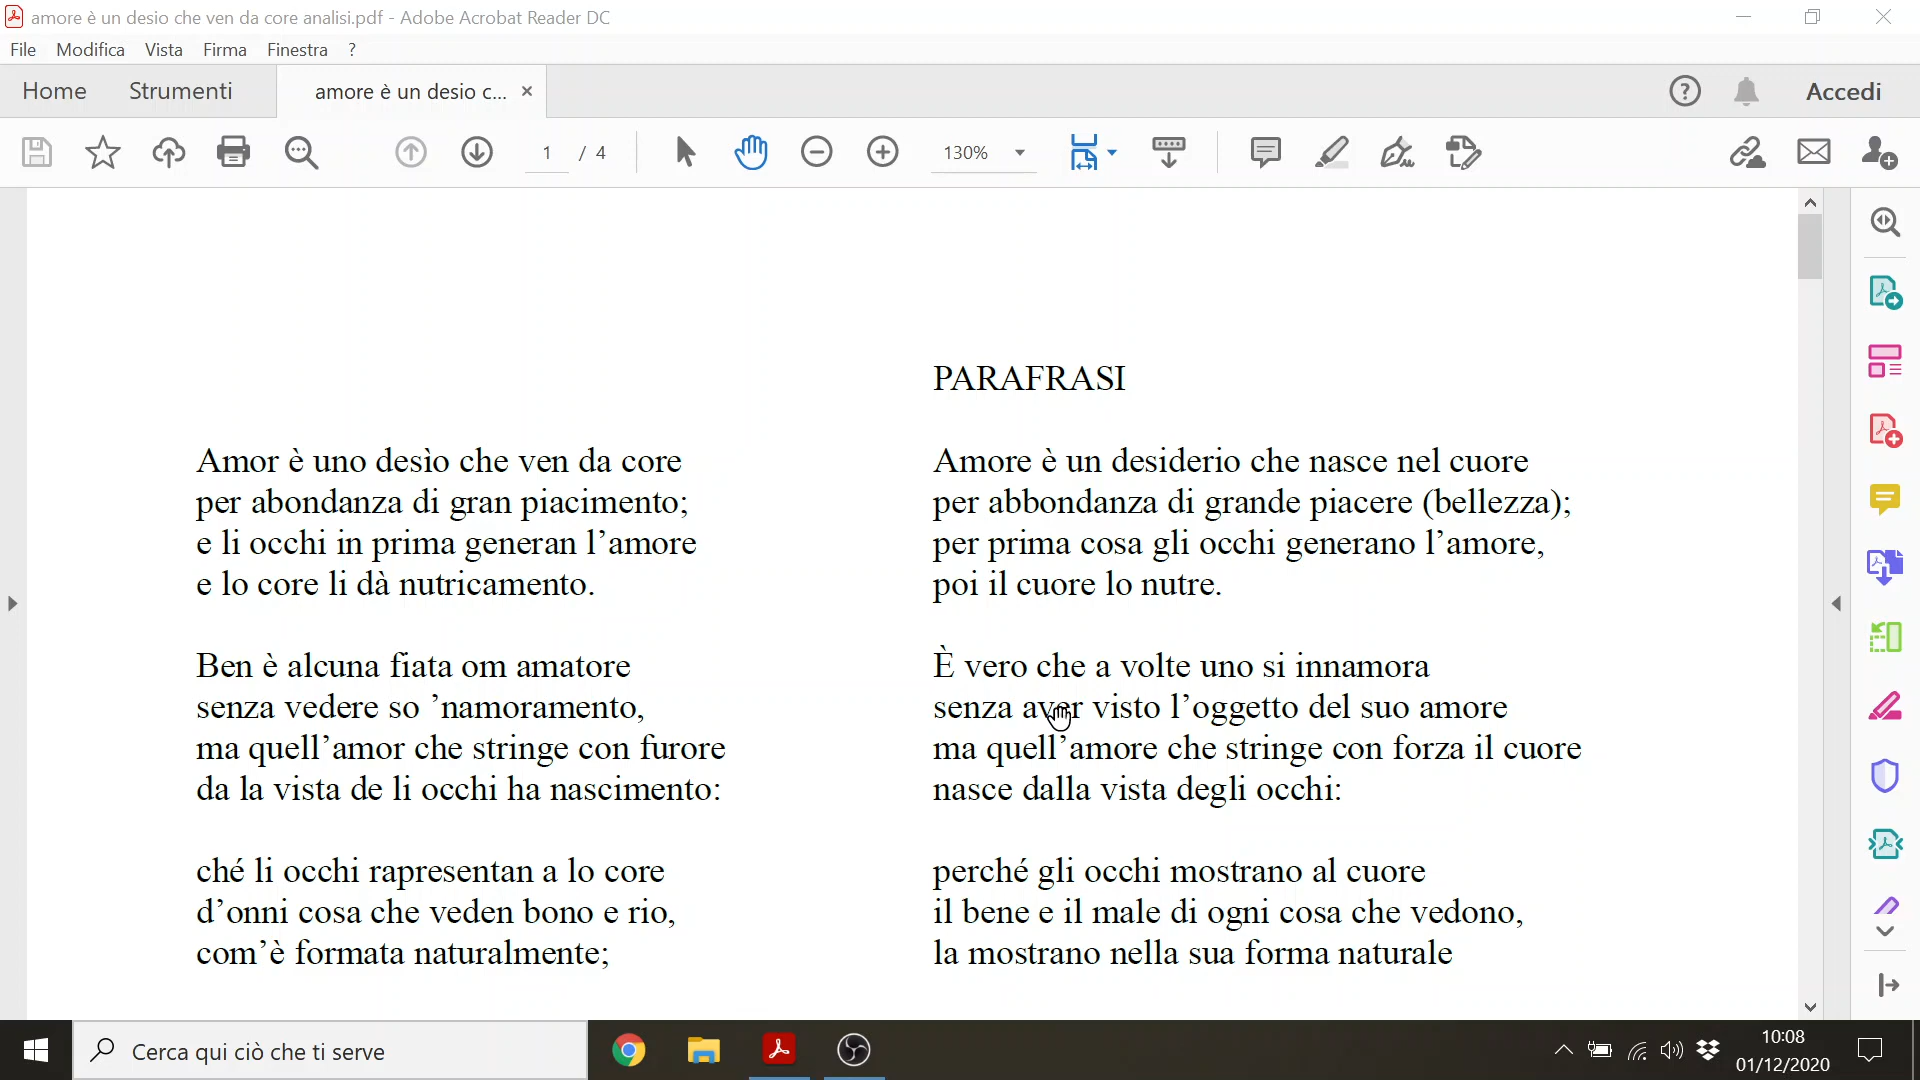 amore è un desio che ven da core analisi.pdf - Adobe Acrobat Reader DC
File Modifica Vista Firma Finestra ?
Home Strumenti amore è un desio c... × Accedi
1 / 4 130%
PARAFRASI
Amor è uno desìo che ven da core
per abondanza di gran piacimento;
e li occhi in prima generan l’amore
e lo core li dà nutricamento.
Ben è alcuna fiata om amatore
senza vedere so ’namoramento,
ma quell’amor che stringe con furore
da la vista de li occhi ha nascimento:
ché li occhi rapresentan a lo core
d’onni cosa che veden bono e rio,
com’è formata naturalmente;
Amore è un desiderio che nasce nel cuore
per abbondanza di grande piacere (bellezza);
per prima cosa gli occhi generano l’amore,
poi il cuore lo nutre.
È vero che a volte uno si innamora
senza aver visto l’oggetto del suo amore
ma quell’amore che stringe con forza il cuore
nasce dalla vista degli occhi:
perché gli occhi mostrano al cuore
il bene e il male di ogni cosa che vedono,
la mostrano nella sua forma naturale
Cerca qui ciò che ti serve
10:08
01/12/2020